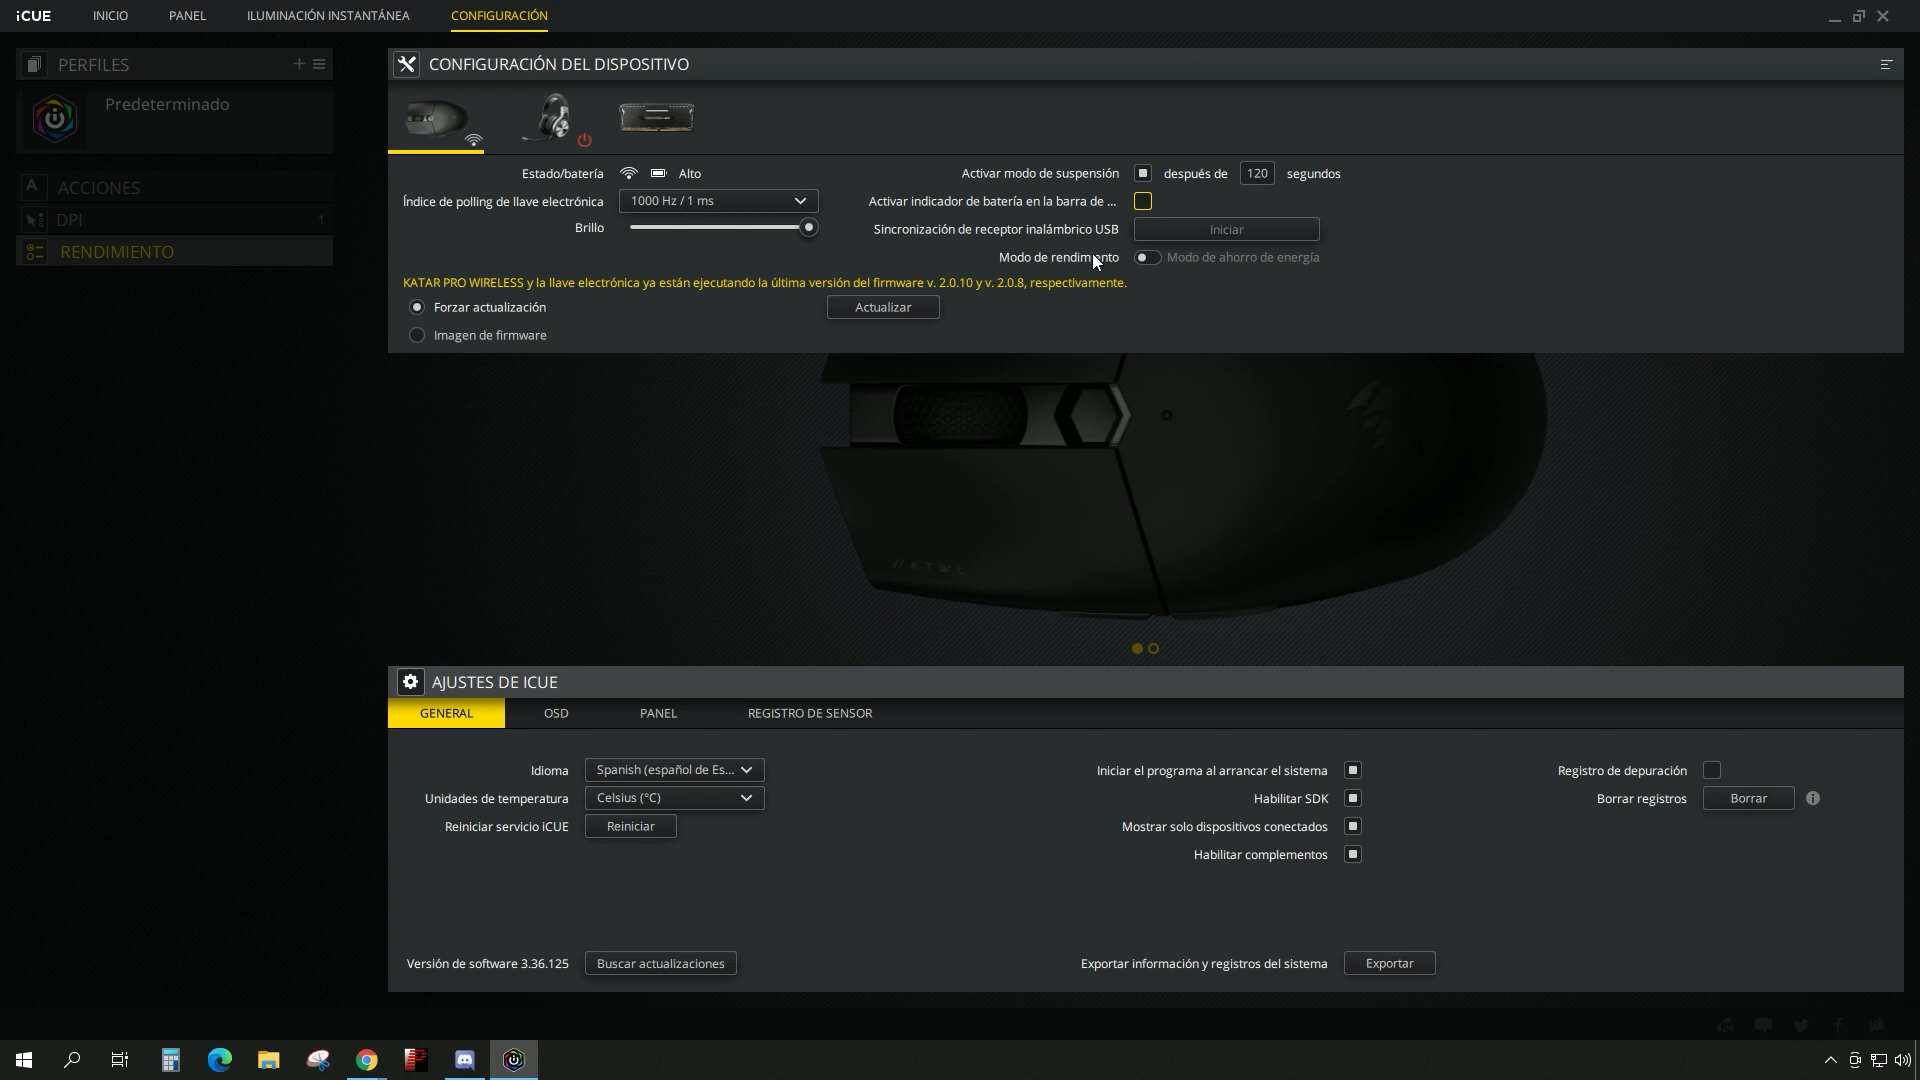 iCUE INICIO PANEL ILUMINACIÓN INSTANTÁNEA CONFIGURACIÓN
PERFILES
Predeterminado
ACCIONES
DPI 1
RENDIMIENTO
CONFIGURACIÓN DEL DISPOSITIVO
Estado/batería Alto
Índice de polling de llave electrónica 1000 Hz / 1 ms
Brillo
Activar modo de suspensión después de 120 segundos
Activar indicador de batería en la barra de ...
Sincronización de receptor inalámbrico USB Iniciar
Modo de rendimiento Modo de ahorro de energía
KATAR PRO WIRELESS y la llave electrónica ya están ejecutando la última versión del firmware v. 2.0.10 y v. 2.0.8, respectivamente.
Forzar actualización Actualizar
Imagen de firmware
// K T W L
AJUSTES DE ICUE
GENERAL OSD PANEL REGISTRO DE SENSOR
Idioma Spanish (español de Es...
Unidades de temperatura Celsius (°C)
Reiniciar servicio iCUE Reiniciar
Iniciar el programa al arrancar el sistema
Habilitar SDK
Mostrar solo dispositivos conectados
Habilitar complementos
Registro de depuración
Borrar registros Borrar
Versión de software 3.36.125 Buscar actualizaciones
Exportar información y registros del sistema Exportar